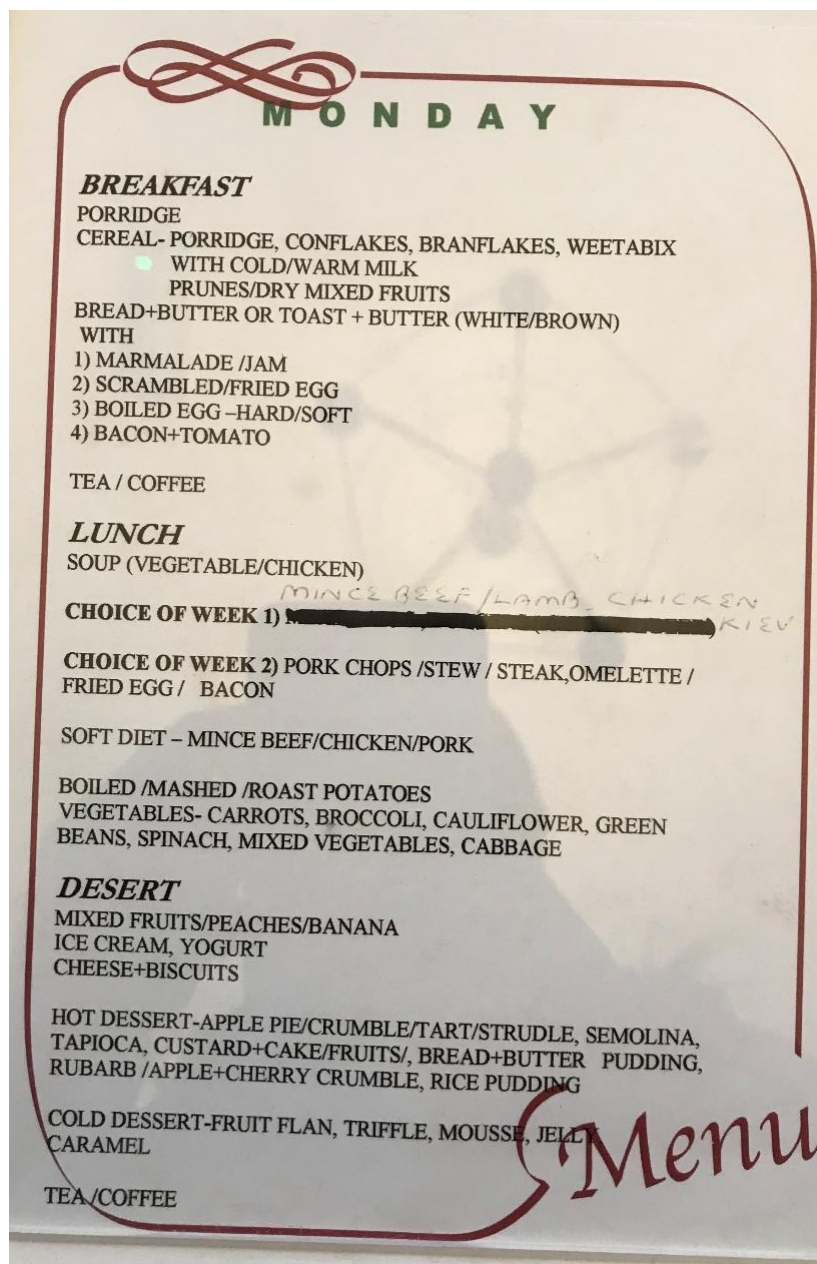 MONDAY
BREAKFAST
PORRIDGE
CEREAL- PORRIDGE, CONFLAKES, BRANFLAKES, WEETABIX
WITH COLD/WARM MILK
PRUNES/DRY MIXED FRUITS
BREAD+BUTTER OR TOAST + BUTTER (WHITE/BROWN)
WITH
1) MARMALADE /JAM
2) SCRAMBLED/FRIED EGG
3) BOILED EGG –HARD/SOFT
4) BACON+TOMATO
TEA / COFFEE
LUNCH
SOUP (VEGETABLE/CHICKEN)
MINCE BEEF/LAMB CHICKEN
CHOICE OF WEEK 1) KIEV
CHOICE OF WEEK 2) PORK CHOPS /STEW / STEAK,OMELETTE /
FRIED EGG / BACON
SOFT DIET – MINCE BEEF/CHICKEN/PORK
BOILED /MASHED /ROAST POTATOES
VEGETABLES- CARROTS, BROCCOLI, CAULIFLOWER, GREEN
BEANS, SPINACH, MIXED VEGETABLES, CABBAGE
DESERT
MIXED FRUITS/PEACHES/BANANA
ICE CREAM, YOGURT
CHEESE+BISCUITS
HOT DESSERT-APPLE PIE/CRUMBLE/TART/STRUDLE, SEMOLINA,
TAPIOCA, CUSTARD+CAKE/FRUITS/, BREAD+BUTTER PUDDING,
RUBARB /APPLE+CHERRY CRUMBLE, RICE PUDDING
COLD DESSERT-FRUIT FLAN, TRIFFLE, MOUSSE, JELLY
CARAMEL
TEA /COFFEE
Menu